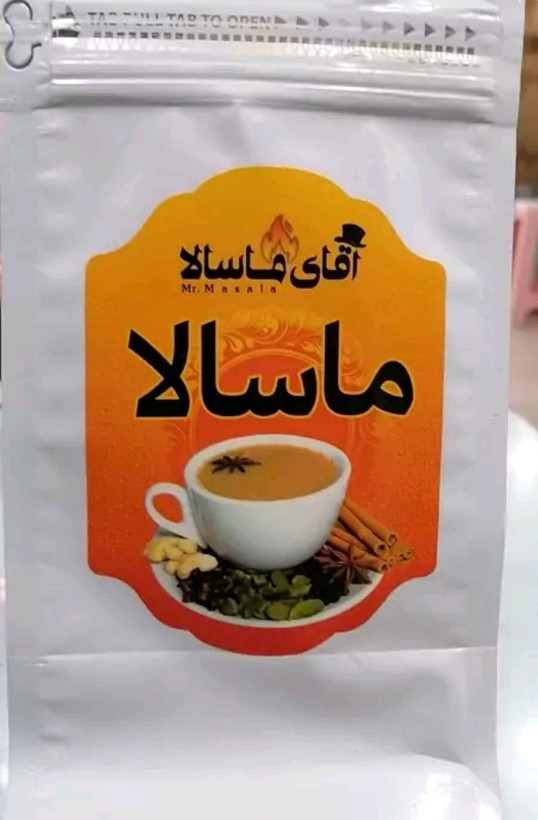 TAB PULL TAB TO OPEN
آقای ماسالا
Mr. Masala
ماسالا